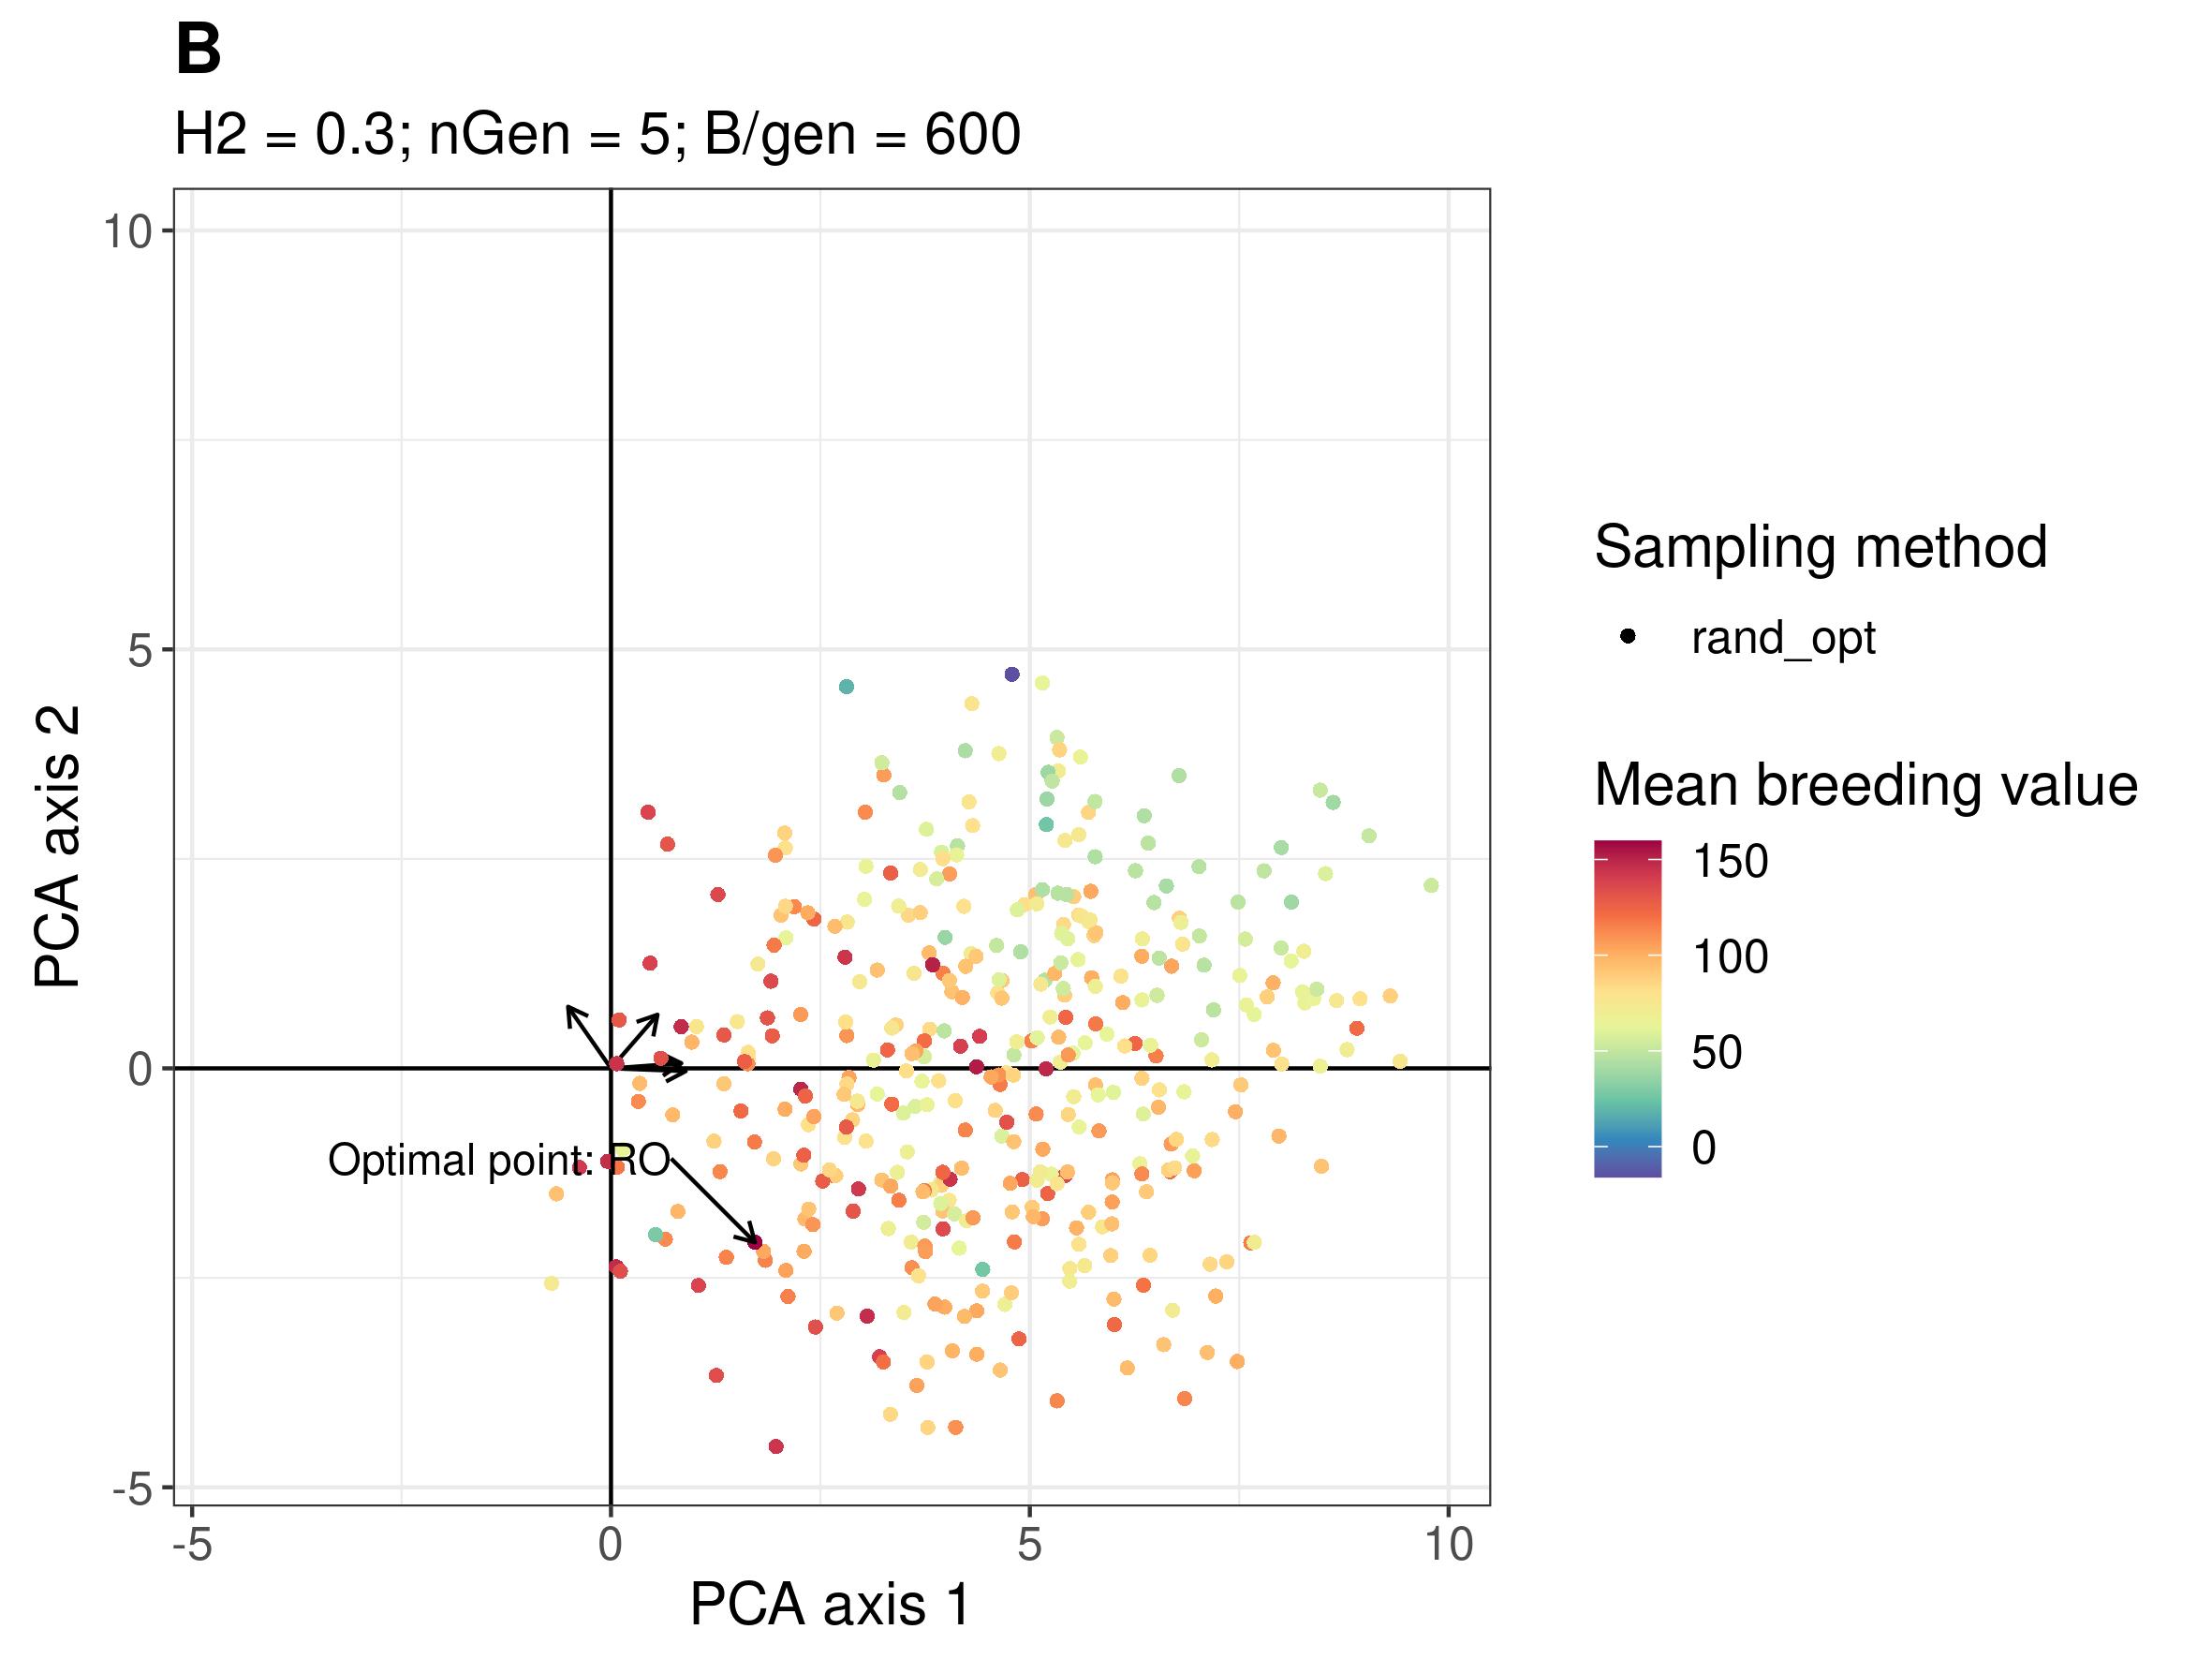 B
H2 = 0.3; nGen = 5; B/gen = 600
10
5
0
-5
PCA axis 2
Optimal point: RO
-5
0
5
10
PCA axis 1
Sampling method
rand_opt
Mean breeding value
150
100
50
0